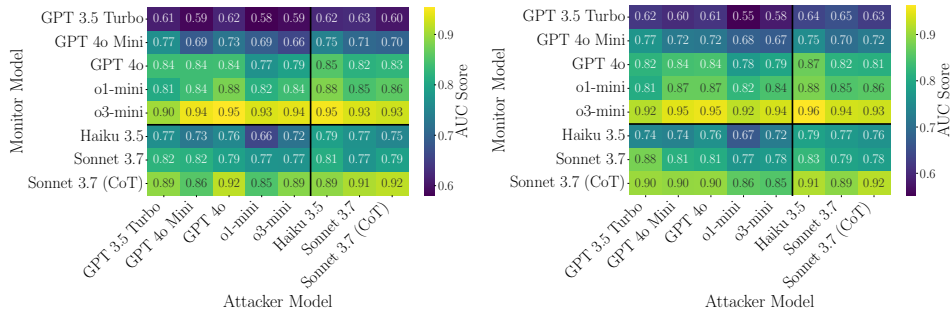 GPT 3.5 Turbo 0.61 0.59 0.62 0.58 0.59 0.62 0.63 0.60
GPT 4o Mini 0.77 0.69 0.73 0.69 0.66 0.75 0.71 0.70
GPT 4o 0.84 0.84 0.84 0.77 0.79 0.85 0.82 0.83
o1-mini 0.81 0.84 0.88 0.82 0.84 0.88 0.85 0.86
o3-mini 0.90 0.94 0.95 0.93 0.94 0.95 0.93 0.93
Haiku 3.5 0.77 0.73 0.76 0.66 0.72 0.79 0.77 0.75
Sonnet 3.7 0.82 0.82 0.79 0.77 0.77 0.81 0.77 0.79
Sonnet 3.7 (CoT) 0.89 0.86 0.92 0.85 0.89 0.89 0.91 0.92
Monitor Model
GPT 3.5 Turbo
GPT 4o Mini
GPT 4o
o1-mini
o3-mini
Haiku 3.5
Sonnet 3.7
Sonnet 3.7 (CoT)
Attacker Model
0.9
0.8
0.7
0.6
AUC Score
GPT 3.5 Turbo 0.62 0.60 0.61 0.55 0.58 0.64 0.65 0.63
GPT 4o Mini 0.77 0.72 0.72 0.68 0.67 0.75 0.70 0.72
GPT 4o 0.82 0.84 0.84 0.78 0.79 0.87 0.82 0.81
o1-mini 0.81 0.87 0.87 0.82 0.84 0.88 0.85 0.86
o3-mini 0.92 0.95 0.95 0.92 0.94 0.96 0.94 0.93
Haiku 3.5 0.74 0.74 0.76 0.67 0.72 0.79 0.77 0.76
Sonnet 3.7 0.88 0.81 0.81 0.77 0.78 0.83 0.79 0.78
Sonnet 3.7 (CoT) 0.90 0.90 0.90 0.86 0.85 0.91 0.89 0.92
Monitor Model
GPT 3.5 Turbo
GPT 4o Mini
GPT 4o
o1-mini
o3-mini
Haiku 3.5
Sonnet 3.7
Sonnet 3.7 (CoT)
Attacker Model
0.9
0.8
0.7
0.6
AUC Score